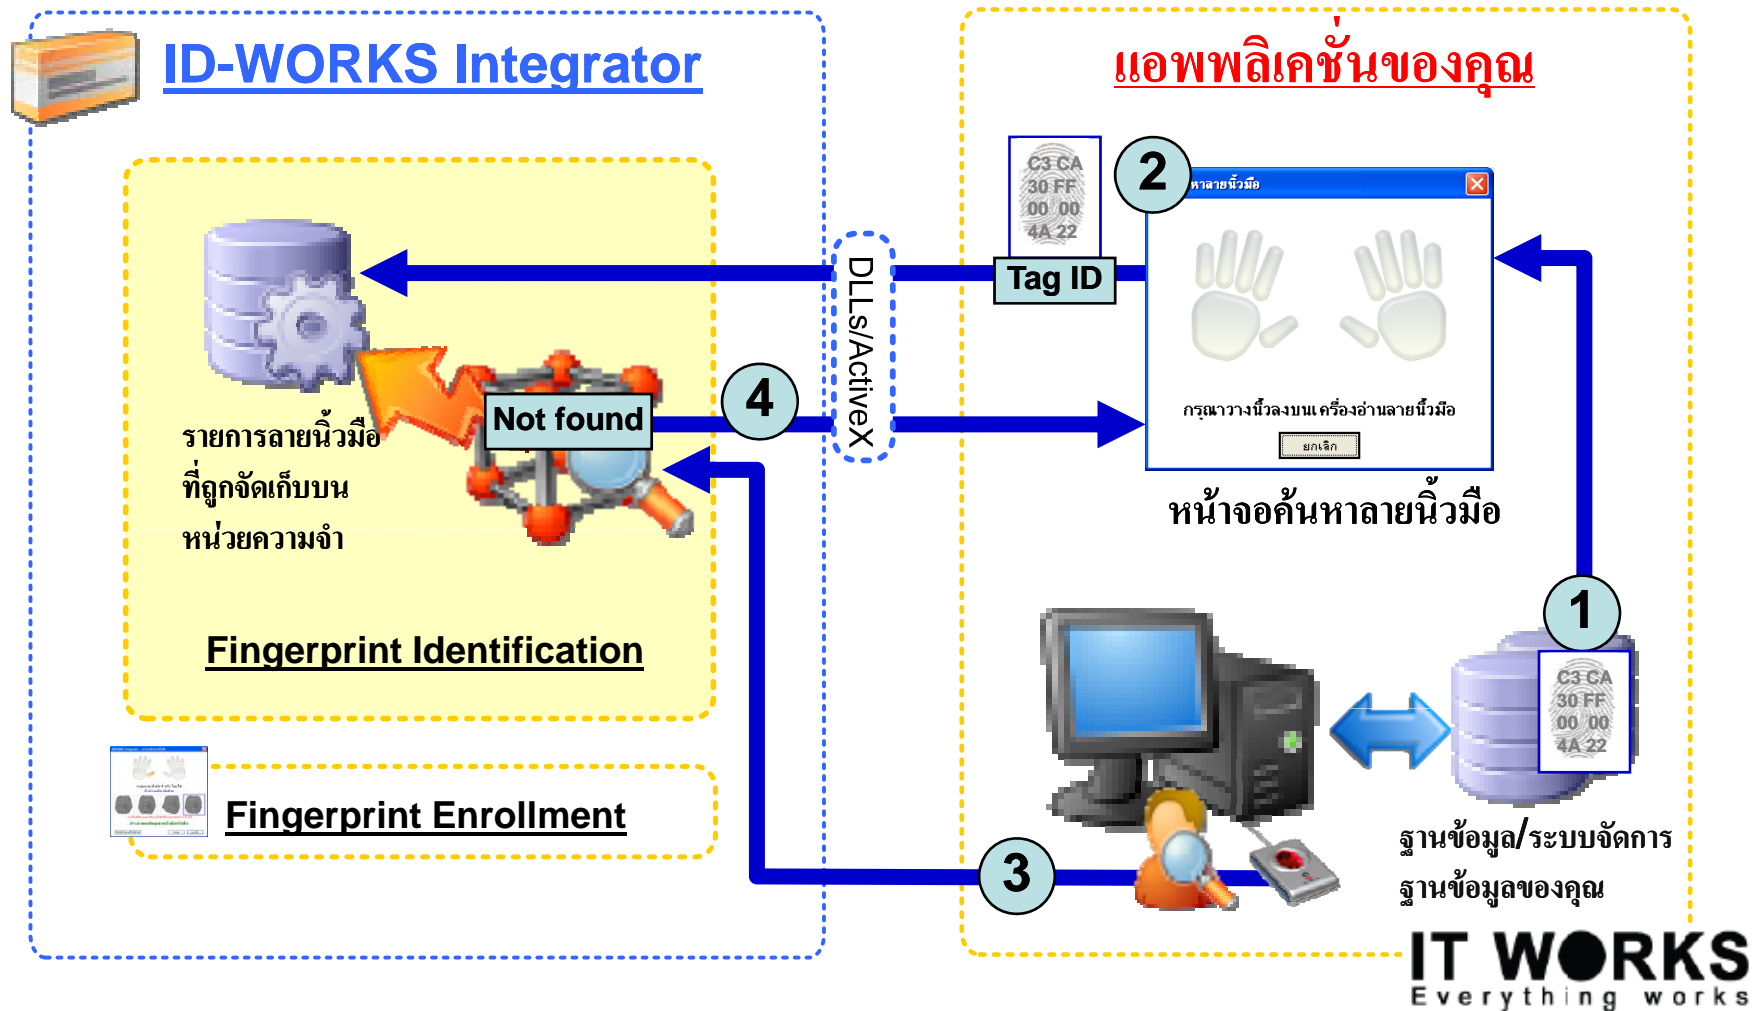 ID-WORKS Integrator
แอพพลิเคชั่นของคุณ
C3 CA
30 FF
00 00
4A 22
Tag ID
2
หาลายนิ้วมือ
กรุณาวางนิ้วลงบนเครื่องอ่านลายนิ้วมือ
ยกเลิก
หน้าจอค้นหาลายนิ้วมือ
DLLs/ActiveX
Not found
4
รายการลายนิ้วมือ
ที่ถูกจัดเก็บบน
หน่วยความจำ
Fingerprint Identification
Fingerprint Enrollment
1
C3 CA
30 FF
00 00
4A 22
3
ฐานข้อมูล/ระบบจัดการ
ฐานข้อมูลของคุณ
IT WORKS
Everything works